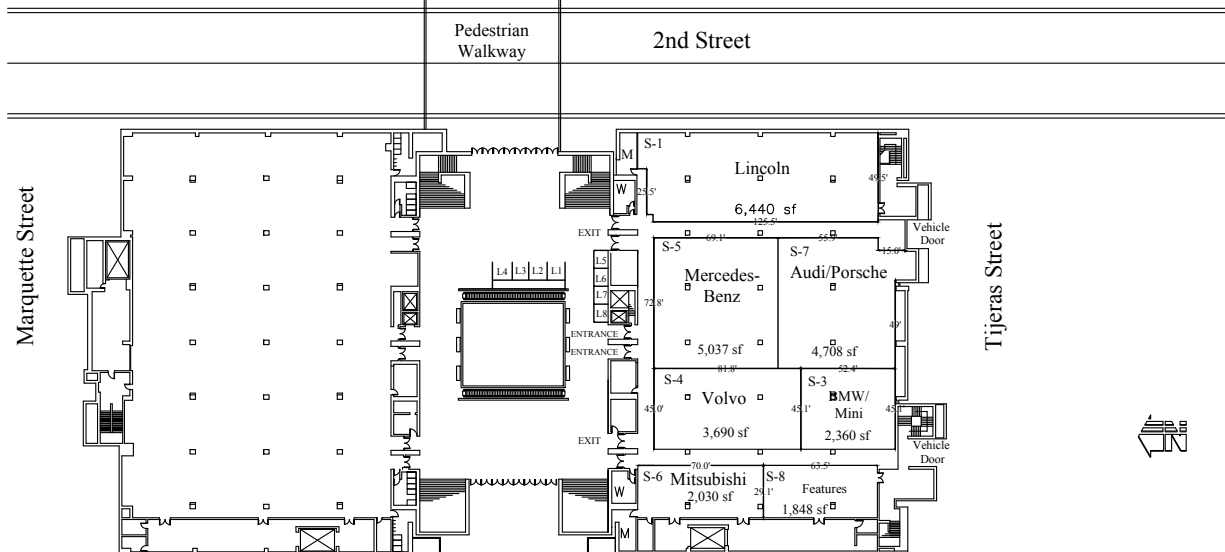 Pedestrian
Walkway
2nd Street
Marquette Street
Tijeras Street
M
S-1
Lincoln
W
25.5'
49.5'
6,440 sf
125.5'
EXIT
69.1'
55.9'
15.0'
Vehicle
Door
S-5
S-7
Mercedes-
Benz
Audi/Porsche
L4
L3
L2
L1
L5
L6
L7
L8
72.8'
49'
ENTRANCE
ENTRANCE
5,037 sf
4,708 sf
81.8'
52.4'
S-4
S-3
Volvo
BMW/
Mini
45.0'
45.1'
45.1'
3,690 sf
2,360 sf
EXIT
Vehicle
Door
N
70.0'
63.5'
S-6
Mitsubishi
S-8
Features
W
2,030 sf
29.1'
1,848 sf
M